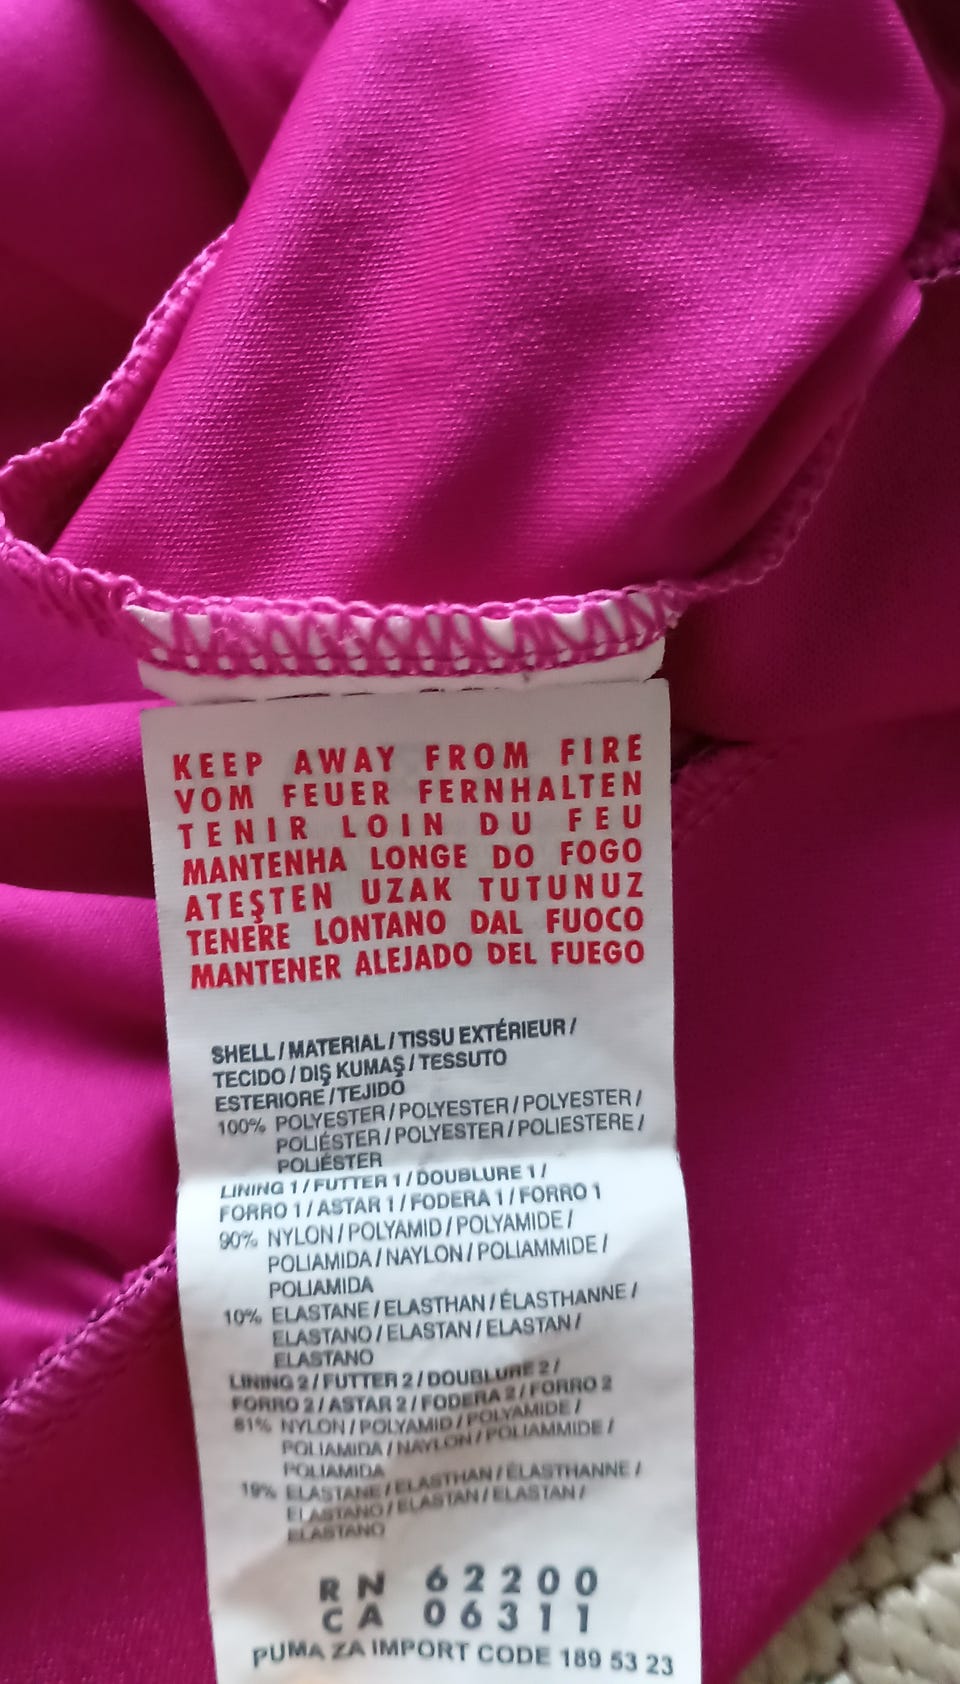 KEEP AWAY FROM FIRE
VOM FEUER FERNHALTEN
TENIR LOIN DU FEU
MANTENHA LONGE DO FOGO
ATEŞTEN UZAK TUTUNUZ
TENERE LONTANO DAL FUOCO
MANTENER ALEJADO DEL FUEGO
SHELL / MATERIAL / TISSU EXTÉRIEUR /
TECIDO / DIŞ KUMAŞ / TESSUTO
ESTERIORE / TEJIDO
100% POLYESTER / POLYESTER / POLYESTER /
POLIÉSTER / POLYESTER / POLIESTERE /
POLIÉSTER
LINING 1 / FUTTER 1 / DOUBLURE 1 /
FORRO 1 / ASTAR 1 / FODERA 1 / FORRO 1
90% NYLON / POLYAMID / POLYAMIDE /
POLIAMIDA / NAYLON / POLIAMMIDE /
POLIAMIDA
10% ELASTANE / ELASTHAN / ÉLASTHANNE /
ELASTANO / ELASTAN / ELASTAN /
ELASTANO
LINING 2 / FUTTER 2 / DOUBLURE 2 /
FORRO 2 / ASTAR 2 / FODERA 2 / FORRO 2
81% NYLON / POLYAMID / POLYAMIDE /
POLIAMIDA / NAYLON / POLIAMMIDE /
POLIAMIDA
19% ELASTANE / ELASTHAN / ÉLASTHANNE /
ELASTANO / ELASTAN / ELASTAN /
ELASTANO
RN 62200
CA 06311
PUMA ZA IMPORT CODE 189 53 23